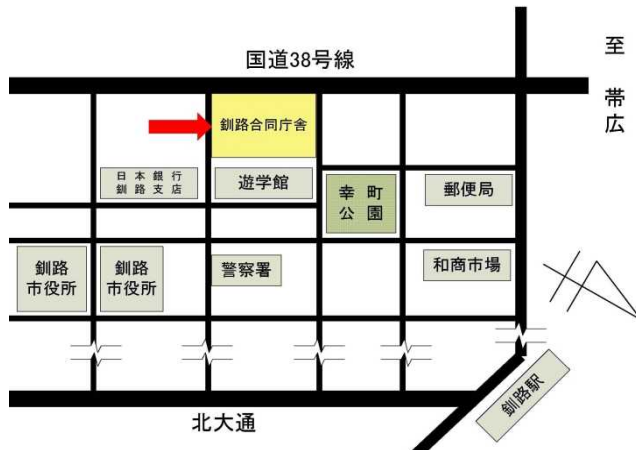 国道38号線
至
帯広
釧路合同庁舎
日本銀行
釧路支店
遊学館
幸町
公園
郵便局
釧路
市役所
釧路
市役所
警察署
和商市場
釧路駅
北大通